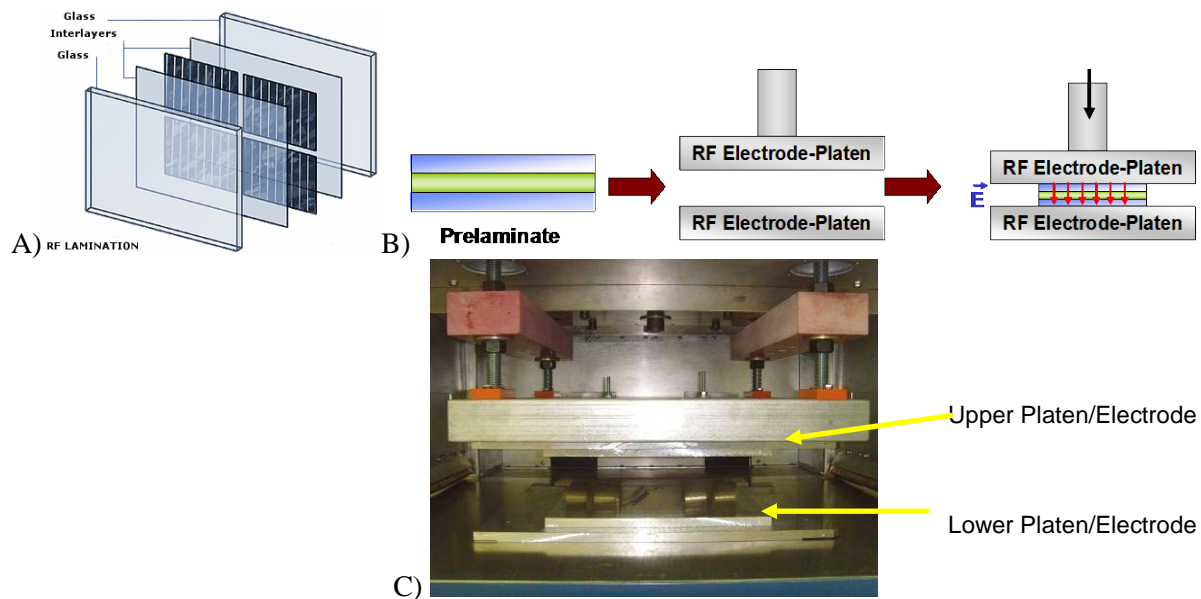 Glass
Interlayers
Glass
A) RF LAMINATION
B)
Prelaminate
RF Electrode-Platen
RF Electrode-Platen
RF Electrode-Platen
E
RF Electrode-Platen
C)
Upper Platen/Electrode
Lower Platen/Electrode